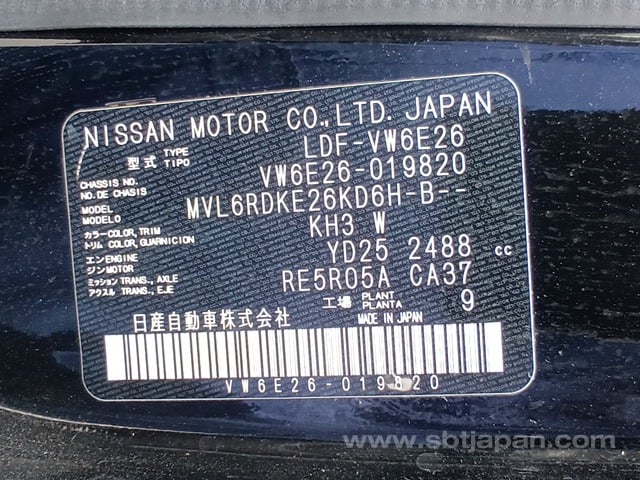 NISSAN MOTOR CO.,LTD. JAPAN
型式 TYPE TIPO LDF-VW6E26
CHASSIS NO. NO.DE CHASIS VW6E26-019820
MODEL MODELO MVL6RDKE26KD6H-B--
カラー COLOR, TRIM トリム COLOR, GUARNICION KH3 W
エンジン ENGINE MOTOR YD25 2488 cc
ミッション TRANS., AXLE アクスル TRANS., EJE RE5R05A CA37
工場 PLANT PLANTA 9
日産自動車株式会社 MADE IN JAPAN
VW6E26-019820
www.sbtjapan.com